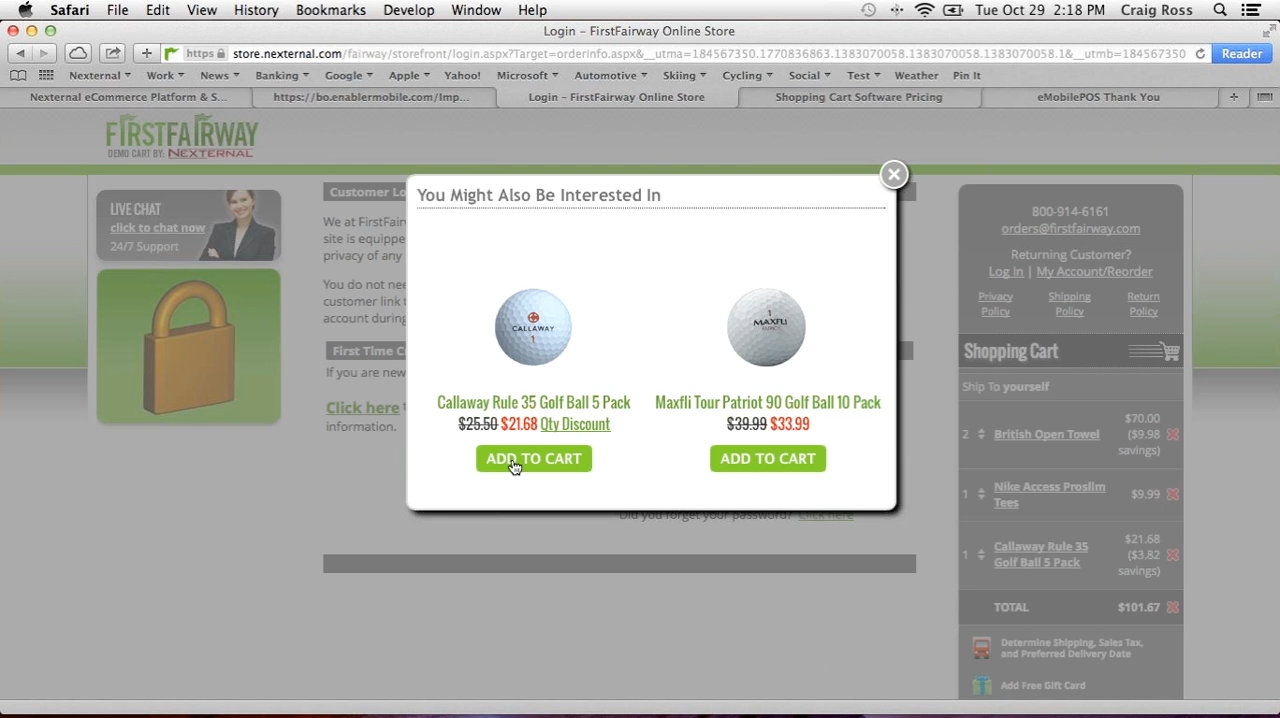 Safari File Edit View History Bookmarks Develop Window Help
Tue Oct 29 2:18 PM Craig Ross
Login – FirstFairway Online Store
https store.nexternal.com/fairway/storefront/login.aspx?Target=orderinfo.aspx&__utma=184567350.1770836863.1383070058.1383070058.1383070058.1&__utmb=184567350 Reader
Nexternal Work News Banking Google Apple Yahoo! Microsoft Automotive Skiing Cycling Social Test Weather Pin It
Nexternal eCommerce Platform & S... https://bo.enablermobile.com/Imp... Login – FirstFairway Online Store Shopping Cart Software Pricing eMobilePOS Thank You
FIRSTFAIRWAY
DEMO CART BY: NEXTERNAL
LIVE CHAT
click to chat now
24/7 Support
Customer Lo
We at FirstFair
site is equippe
privacy of any
You do not nee
customer link t
account during
First Time C
If you are new
Click here
information.
You Might Also Be Interested In
CALLAWAY
1
1
MAXFLI
Callaway Rule 35 Golf Ball 5 Pack
$25.50 $21.68 Qty Discount
ADD TO CART
Maxfli Tour Patriot 90 Golf Ball 10 Pack
$39.99 $33.99
ADD TO CART
Did you forget your password? Click here
800-914-6161
orders@firstfairway.com
Returning Customer?
Log In | My Account/Reorder
Privacy Policy
Shipping Policy
Return Policy
Shopping Cart
Ship To yourself
2 British Open Towel
$70.00
($9.98
savings)
1 Nike Access Proslim
Tees
$9.99
1 Callaway Rule 35
Golf Ball 5 Pack
$21.68
($3.82
savings)
TOTAL $101.67
Determine Shipping, Sales Tax,
and Preferred Delivery Date
Add Free Gift Card